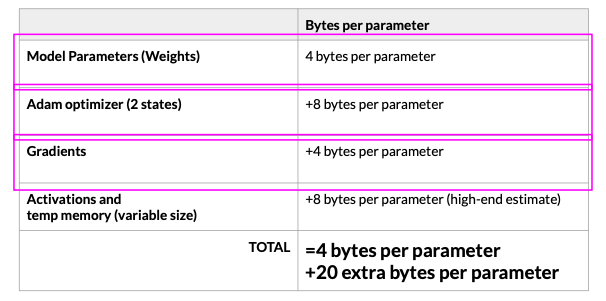 Bytes per parameter
Model Parameters (Weights)
4 bytes per parameter
Adam optimizer (2 states)
+8 bytes per parameter
Gradients
+4 bytes per parameter
Activations and
temp memory (variable size)
+8 bytes per parameter (high-end estimate)
TOTAL
=4 bytes per parameter
+20 extra bytes per parameter